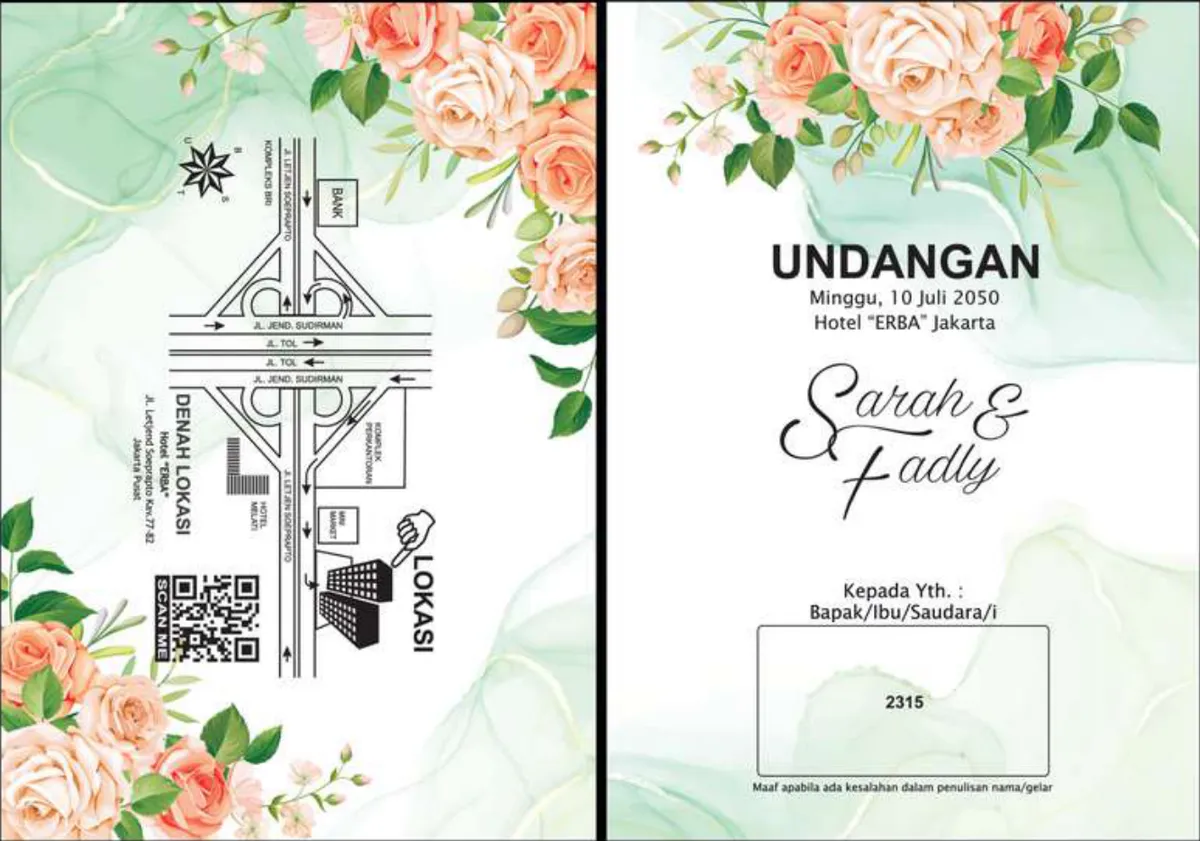 U
B
S
T
KOMPLEKS BRI
JL. LETJEN SOEPRAPTO
BANK
JL. JEND. SUDIRMAN
JL. TOL
JL. TOL
JL. JEND. SUDIRMAN
KOMPLEK
PERKANTORAN
JL. LETJEN SOEPRAPTO
HOTEL
MELATI
MINI
MARKET
LOKASI
DENAH LOKASI
Hotel "ERBA"
Jl. Letjend Soeprapto Kav.77-82
Jakarta Pusat
SCAN ME
UNDANGAN
Minggu, 10 Juli 2050
Hotel “ERBA” Jakarta
Sarah &
Fadly
Kepada Yth. :
Bapak/Ibu/Saudara/i
2315
Maaf apabila ada kesalahan dalam penulisan nama/gelar